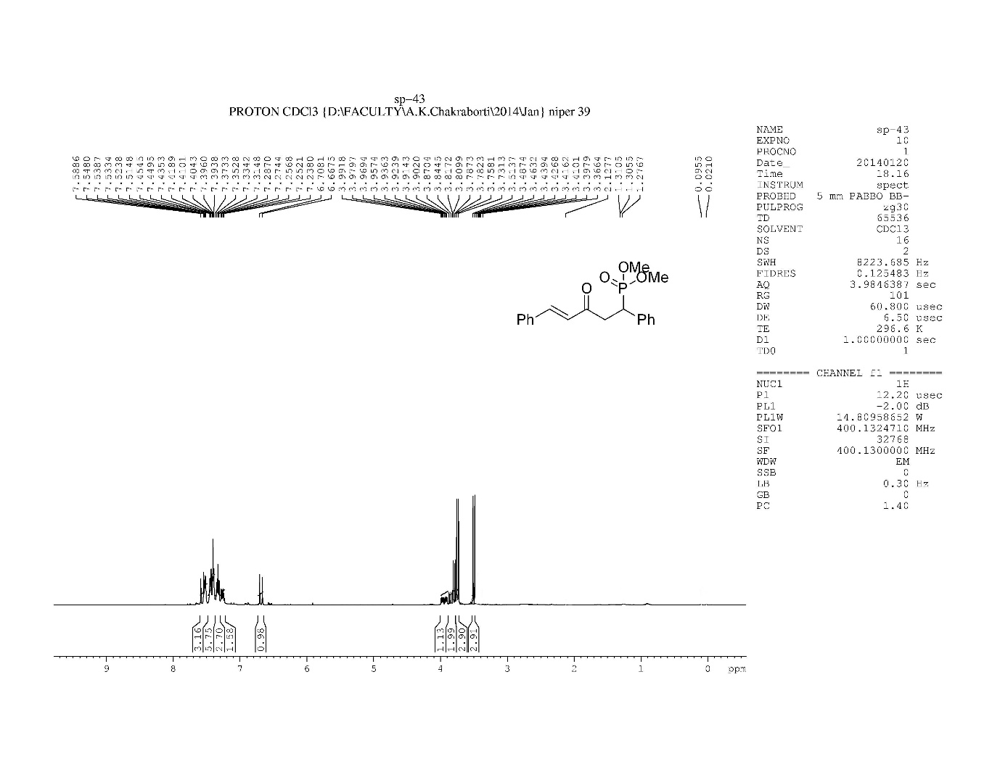 sp-43
PROTON CDCl3 {D:\FACULTY\A.K.Chakraborti\2014\Jan} niper 39
7.5886
7.5480
7.5387
7.5334
7.5238
7.5148
7.4545
7.4495
7.4353
7.4189
7.4101
7.4043
7.3960
7.3938
7.3733
7.3528
7.3342
7.3148
7.2870
7.2744
7.2568
7.2521
7.2380
6.7081
6.6675
3.9918
3.9797
3.9694
3.9574
3.9363
3.9239
3.9143
3.9020
3.8704
3.8445
3.8172
3.8099
3.7873
3.7823
3.7581
3.7313
3.5137
3.4874
3.4632
3.4394
3.4268
3.4162
3.4101
3.3979
3.3664
2.1277
1.3105
1.3055
1.2767
0.0955
0.0210
NAME sp-43
EXPNO 10
PROCNO 1
Date_ 20140120
Time 18.16
INSTRUM spect
PROBHD 5 mm PABBO BB-
PULPROG zg30
TD 65536
SOLVENT CDCl3
NS 16
DS 2
SWH 8223.685 Hz
FIDRES 0.125483 Hz
AQ 3.9846387 sec
RG 101
DW 60.800 usec
DE 6.50 usec
TE 296.6 K
D1 1.00000000 sec
TD0 1
======== CHANNEL f1 ========
NUC1 1H
P1 12.20 usec
PL1 -2.00 dB
PL1W 14.80958652 W
SFO1 400.1324710 MHz
SI 32768
SF 400.1300000 MHz
WDW EM
SSB 0
LB 0.30 Hz
GB 0
PC 1.40
OMe
O P OMe
O
Ph Ph
3.16
5.75
2.70
1.58
0.98
1.13
1.99
2.90
2.91
9 8 7 6 5 4 3 2 1 0 ppm